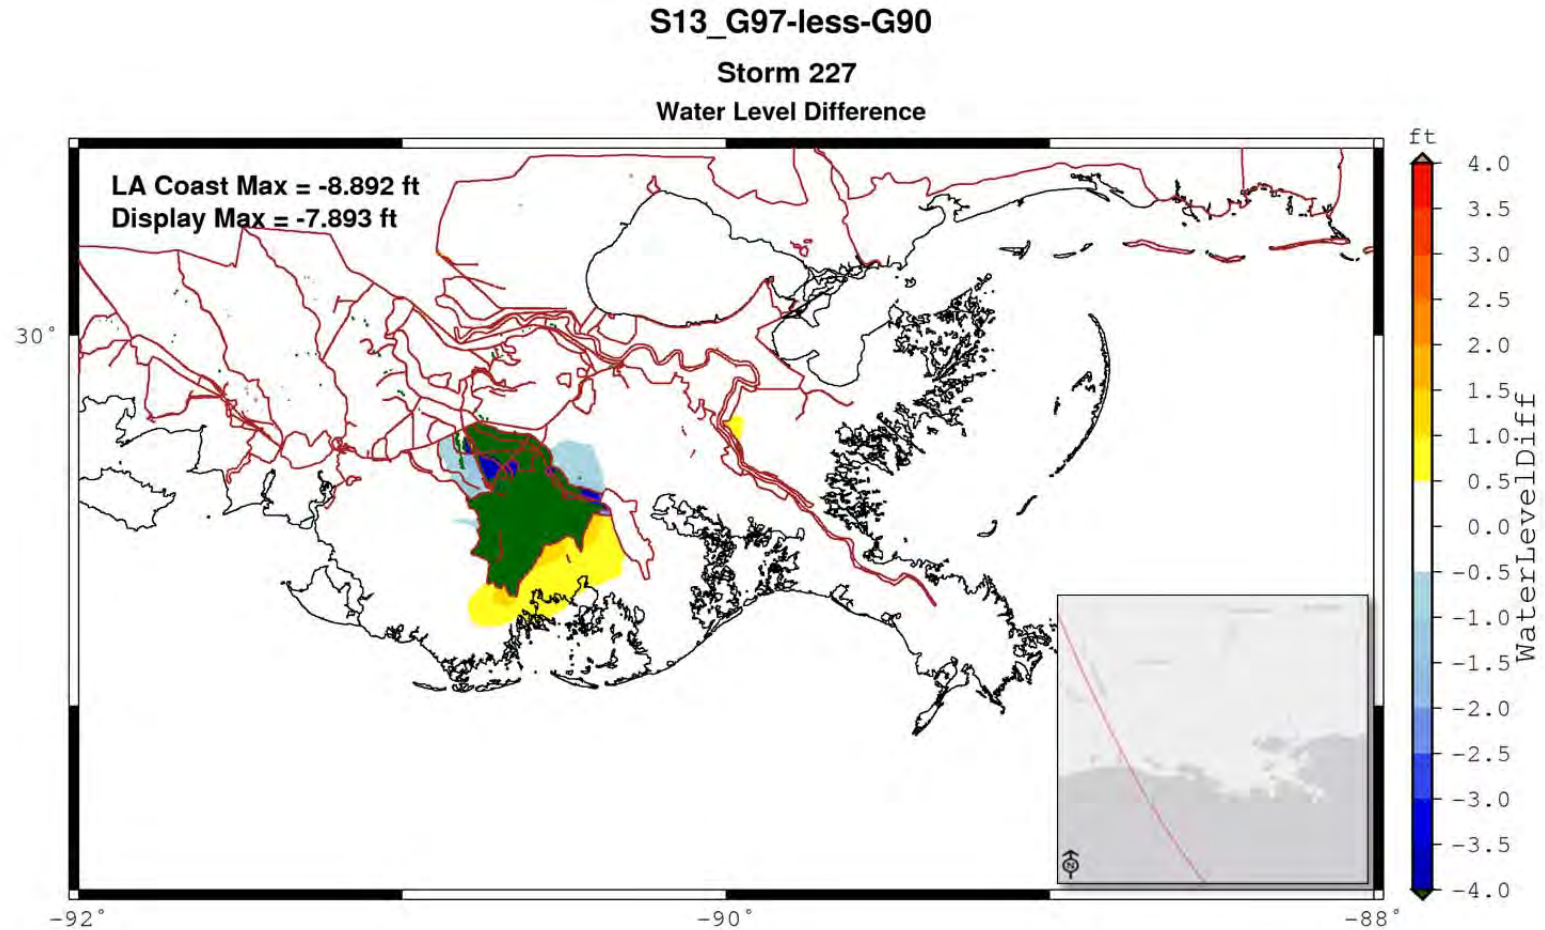 S13_G97-less-G90
Storm 227
Water Level Difference
LA Coast Max = -8.892 ft
Display Max = -7.893 ft
ft
4.0
3.5
3.0
2.5
2.0
1.5
1.0
0.5
0.0
-0.5
-1.0
-1.5
-2.0
-2.5
-3.0
-3.5
-4.0
WaterLevelDiff
30°
-92°
-90°
-88°
N